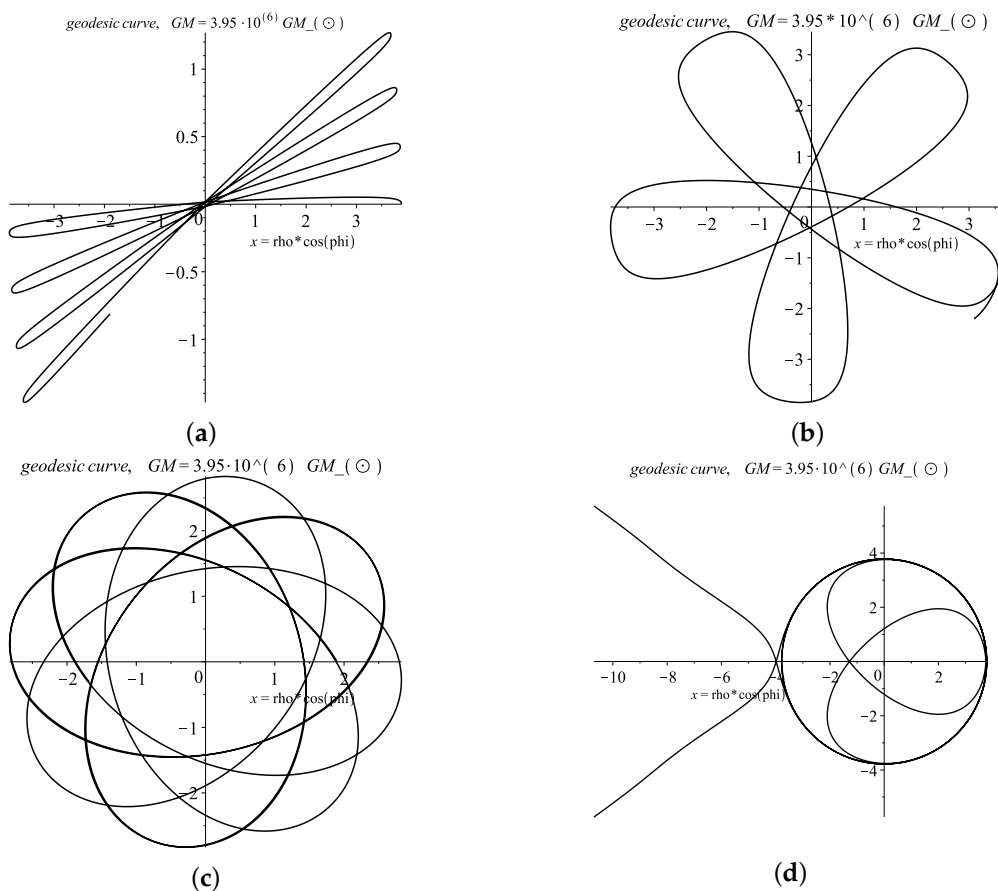 geodesic curve,   GM = 3.95 ·10^(6) GM_(⊙)
1
0.5
−3 −2 −1 0 1 2 3
x = rho*cos(phi)
−0.5
−1
(a)
geodesic curve,   GM = 3.95* 10^( 6) GM_(⊙)
3
2
1
−3 −2 −1 0 1 2 3
x = rho*cos(phi)
−1
−2
−3
(b)
geodesic curve,   GM = 3.95·10^( 6)  GM_(⊙)
2
1
−2 −1 0 1 2
x = rho*cos(phi)
−1
−2
(c)
geodesic curve,   GM = 3.95·10^(6) GM_(⊙)
4
2
−10 −8 −6 −4 −2 0 2
x = rho*cos(phi)
−2
−4
(d)